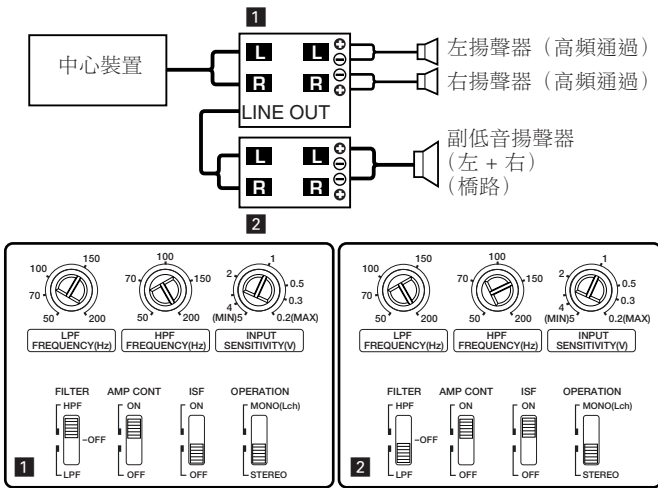 1
中心裝置
L L ⊕ ⊖
R R ⊖ ⊕
LINE OUT
左揚聲器（高頻通過）
右揚聲器（高頻通過）
L L ⊕ ⊖
R R ⊖ ⊕
副低音揚聲器
（左 + 右）
（橋路）
2
50 70 100 150 200
LPF
FREQUENCY(Hz)
50 70 100 150 200
HPF
FREQUENCY(Hz)
(MIN)5 4 2 1 0.5 0.3 0.2(MAX)
INPUT
SENSITIVITY(V)
FILTER AMP CONT ISF OPERATION
HPF ON ON MONO(Lch)
OFF
LPF OFF OFF STEREO
1
50 70 100 150 200
LPF
FREQUENCY(Hz)
50 70 100 150 200
HPF
FREQUENCY(Hz)
(MIN)5 4 2 1 0.5 0.3 0.2(MAX)
INPUT
SENSITIVITY(V)
FILTER AMP CONT ISF OPERATION
HPF ON ON MONO(Lch)
OFF
LPF OFF OFF STEREO
2